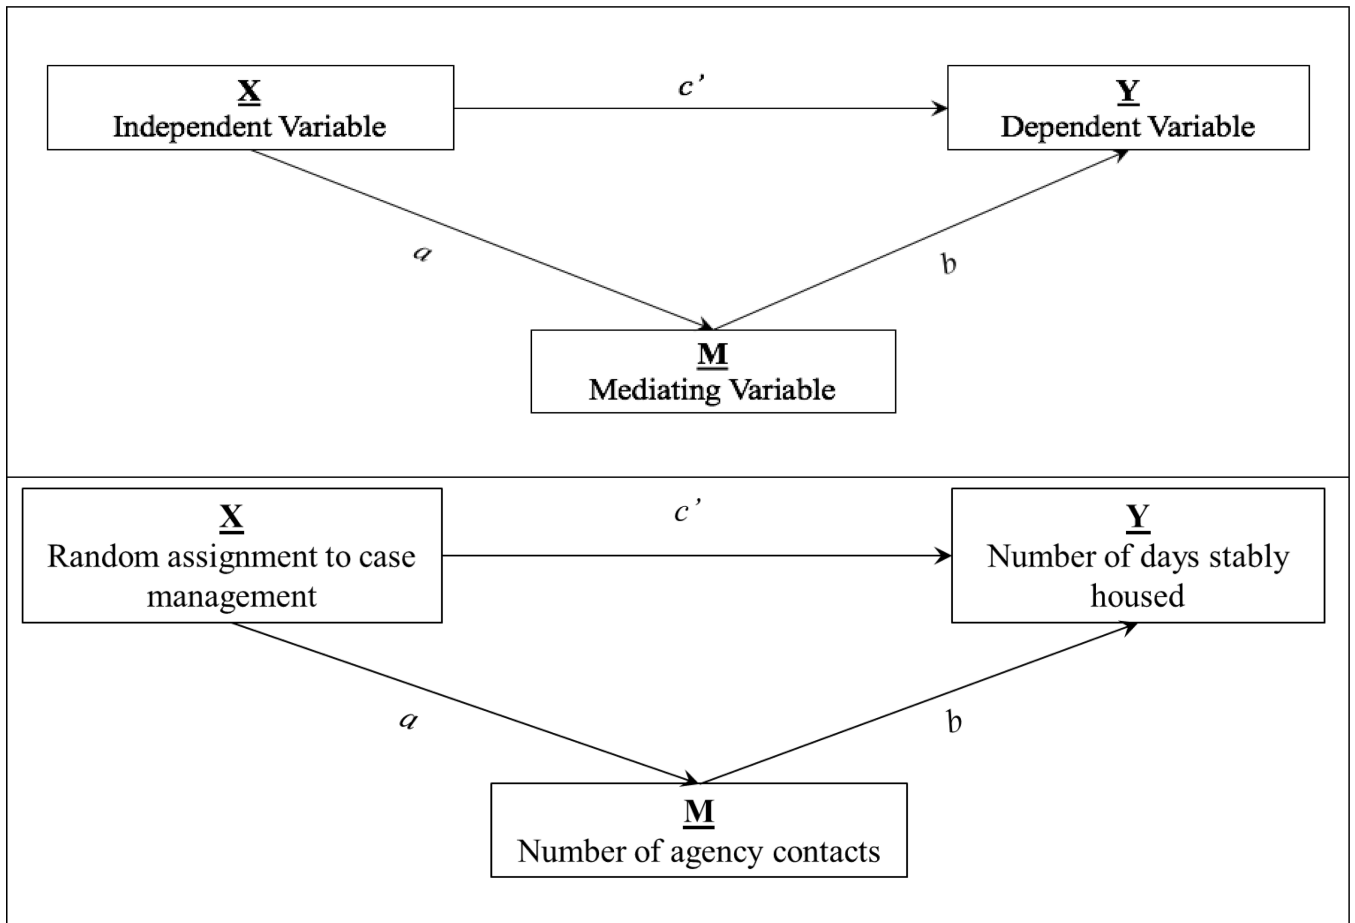 X
Independent Variable
c’
Y
Dependent Variable
a
b
M
Mediating Variable
X
Random assignment to case
management
c’
Y
Number of days stably
housed
a
b
M
Number of agency contacts